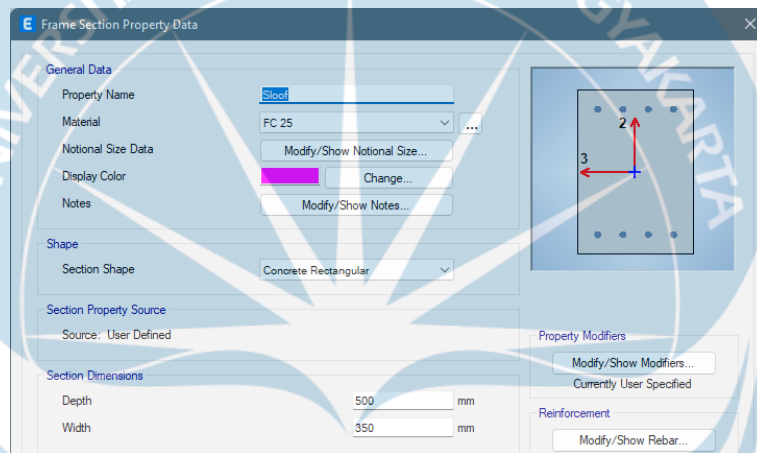 E Frame Section Property Data
General Data
Property Name Sloof
Material FC 25 ...
Notional Size Data Modify/Show Notional Size...
Display Color Change...
Notes Modify/Show Notes...
Shape
Section Shape Concrete Rectangular
Section Property Source
Source: User Defined
Section Dimensions
Depth 500 mm
Width 350 mm
2
3
Property Modifiers
Modify/Show Modifiers...
Currently User Specified
Reinforcement
Modify/Show Rebar...